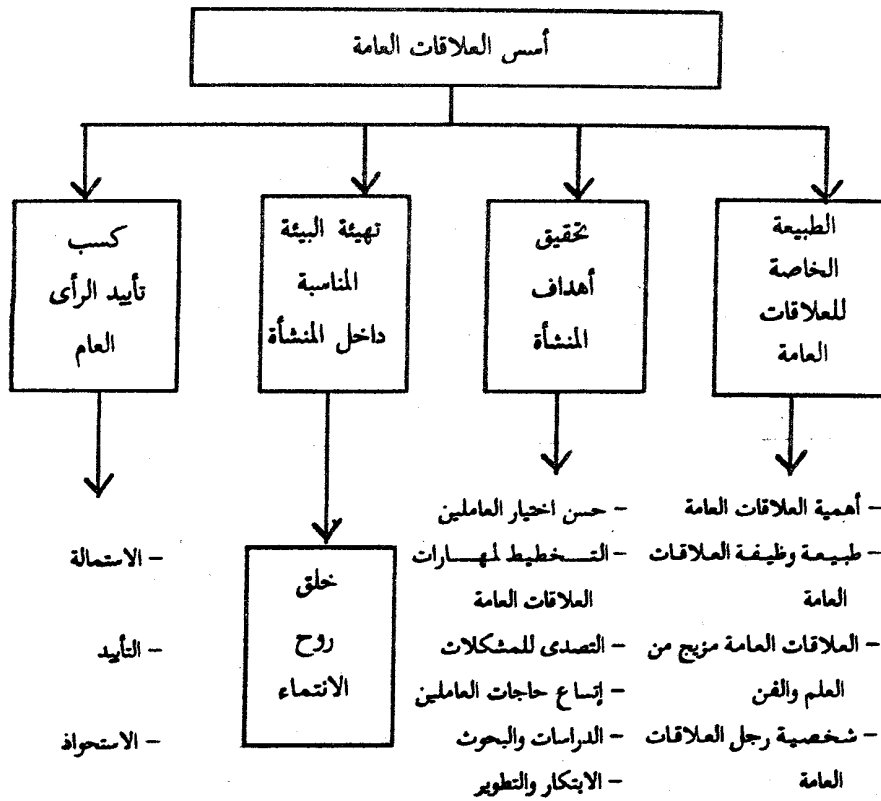 أسس العلاقات العامة
الطبيعة
الخاصة
للعلاقات
العامة
تحقيق
أهداف
المنشأة
تهيئة البيئة
المناسبة
داخل المنشأة
كسب
تأييد الرأى
العام
– أهمية العلاقات العامة
– طبيعة وظيفة العلاقات
العامة
– العلاقات العامة مزيج من
العلم والفن
– شخصية رجل العلاقات
العامة
– حسن اختيار العاملين
– التخطيط لمهارات
العلاقات العامة
– التصدى للمشكلات
– إتساع حاجات العاملين
– الدراسات والبحوث
– الابتكار والتطوير
خلق
روح
الانتماء
– الاستمالة
– التأييد
– الاستحواذ